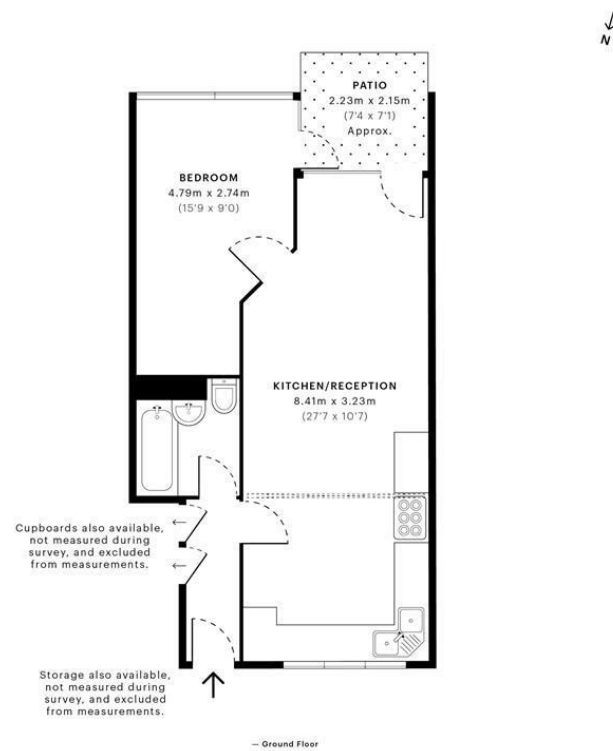 N
PATIO
2.23m x 2.15m
(7'4 x 7'1)
Approx.
BEDROOM
4.79m x 2.74m
(15'9 x 9'0)
KITCHEN/RECEPTION
8.41m x 3.23m
(27'7 x 10'7)
Cupboards also available,
not measured during
survey, and excluded
from measurements.
Storage also available,
not measured during
survey, and excluded
from measurements.
— Ground Floor